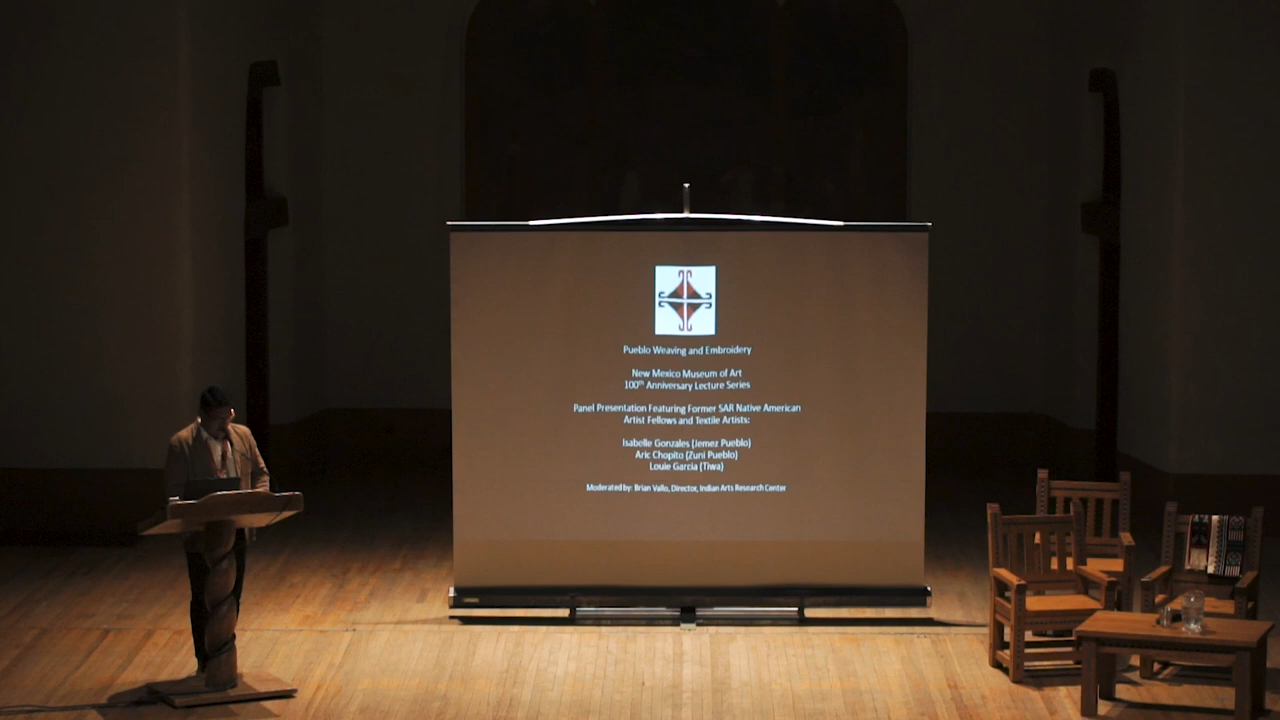 Pueblo Weaving and Embroidery
New Mexico Museum of Art
100th Anniversary Lecture Series
Panel Presentation Featuring Former SAR Native American
Artist Fellows and Textile Artists:
Isabelle Gonzales (Jemez Pueblo)
Aric Chopito (Zuni Pueblo)
Louie Garcia (Tiwa)
Moderated by: Brian Vallo, Director, Indian Arts Research Center